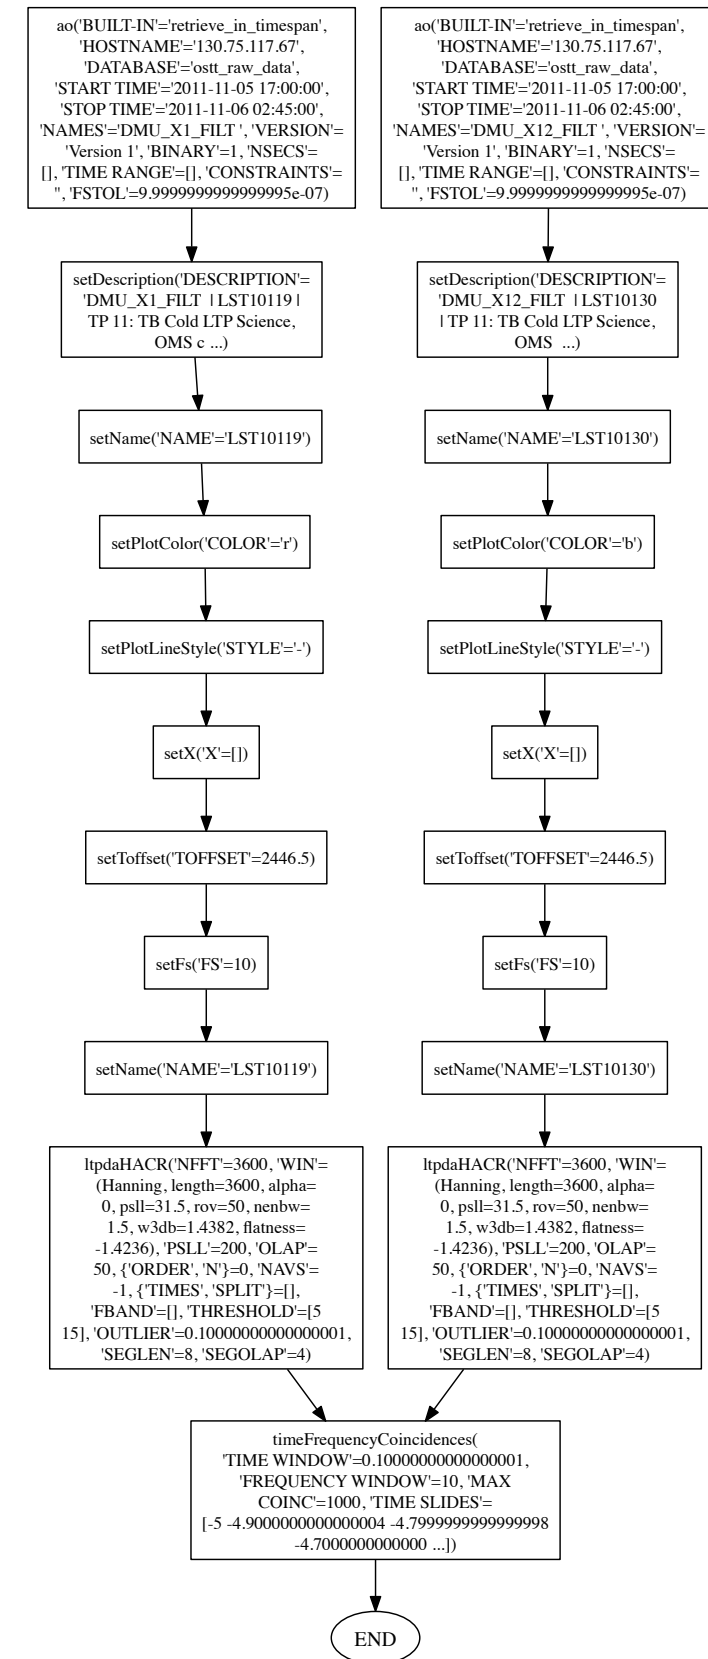 ao('BUILT-IN'='retrieve_in_timespan',
'HOSTNAME'='130.75.117.67',
'DATABASE'='ostt_raw_data',
'START TIME'='2011-11-05 17:00:00',
'STOP TIME'='2011-11-06 02:45:00',
'NAMES'='DMU_X1_FILT ', 'VERSION'=
'Version 1', 'BINARY'=1, 'NSECS'=
[], 'TIME RANGE'=[], 'CONSTRAINTS'=
'', 'FSTOL'=9.9999999999999995e-07)
setDescription('DESCRIPTION'=
'DMU_X1_FILT | LST10119 |
TP 11: TB Cold LTP Science,
OMS c ...)
setName('NAME'='LST10119')
setPlotColor('COLOR'='r')
setPlotLineStyle('STYLE'='-')
setX('X'=[])
setToffset('TOFFSET'=2446.5)
setFs('FS'=10)
setName('NAME'='LST10119')
ltpdaHACR('NFFT'=3600, 'WIN'=
(Hanning, length=3600, alpha=
0, psll=31.5, rov=50, nenbw=
1.5, w3db=1.4382, flatness=
-1.4236), 'PSLL'=200, 'OLAP'=
50, {'ORDER', 'N'}=0, 'NAVS'=
-1, {'TIMES', 'SPLIT'}=[],
'FBAND'=[], 'THRESHOLD'=[5
15], 'OUTLIER'=0.10000000000000001,
'SEGLEN'=8, 'SEGOLAP'=4)
ao('BUILT-IN'='retrieve_in_timespan',
'HOSTNAME'='130.75.117.67',
'DATABASE'='ostt_raw_data',
'START TIME'='2011-11-05 17:00:00',
'STOP TIME'='2011-11-06 02:45:00',
'NAMES'='DMU_X12_FILT ', 'VERSION'=
'Version 1', 'BINARY'=1, 'NSECS'=
[], 'TIME RANGE'=[], 'CONSTRAINTS'=
'', 'FSTOL'=9.9999999999999995e-07)
setDescription('DESCRIPTION'=
'DMU_X12_FILT | LST10130
| TP 11: TB Cold LTP Science,
OMS ...)
setName('NAME'='LST10130')
setPlotColor('COLOR'='b')
setPlotLineStyle('STYLE'='-')
setX('X'=[])
setToffset('TOFFSET'=2446.5)
setFs('FS'=10)
setName('NAME'='LST10130')
ltpdaHACR('NFFT'=3600, 'WIN'=
(Hanning, length=3600, alpha=
0, psll=31.5, rov=50, nenbw=
1.5, w3db=1.4382, flatness=
-1.4236), 'PSLL'=200, 'OLAP'=
50, {'ORDER', 'N'}=0, 'NAVS'=
-1, {'TIMES', 'SPLIT'}=[],
'FBAND'=[], 'THRESHOLD'=[5
15], 'OUTLIER'=0.10000000000000001,
'SEGLEN'=8, 'SEGOLAP'=4)
timeFrequencyCoincidences(
'TIME WINDOW'=0.10000000000000001,
'FREQUENCY WINDOW'=10, 'MAX
COINC'=1000, 'TIME SLIDES'=
[-5 -4.9000000000000004 -4.7999999999999998
-4.7000000000000 ...])
END